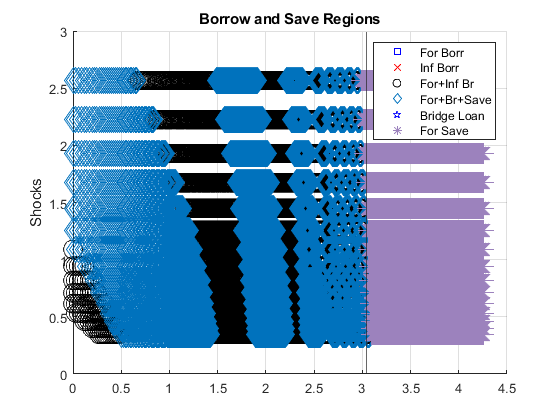 Borrow and Save Regions
3
2.5
2
1.5
1
0.5
0
Shocks
For Borr
Inf Borr
For+Inf Br
For+Br+Save
Bridge Loan
For Save
0 0.5 1 1.5 2 2.5 3 3.5 4 4.5